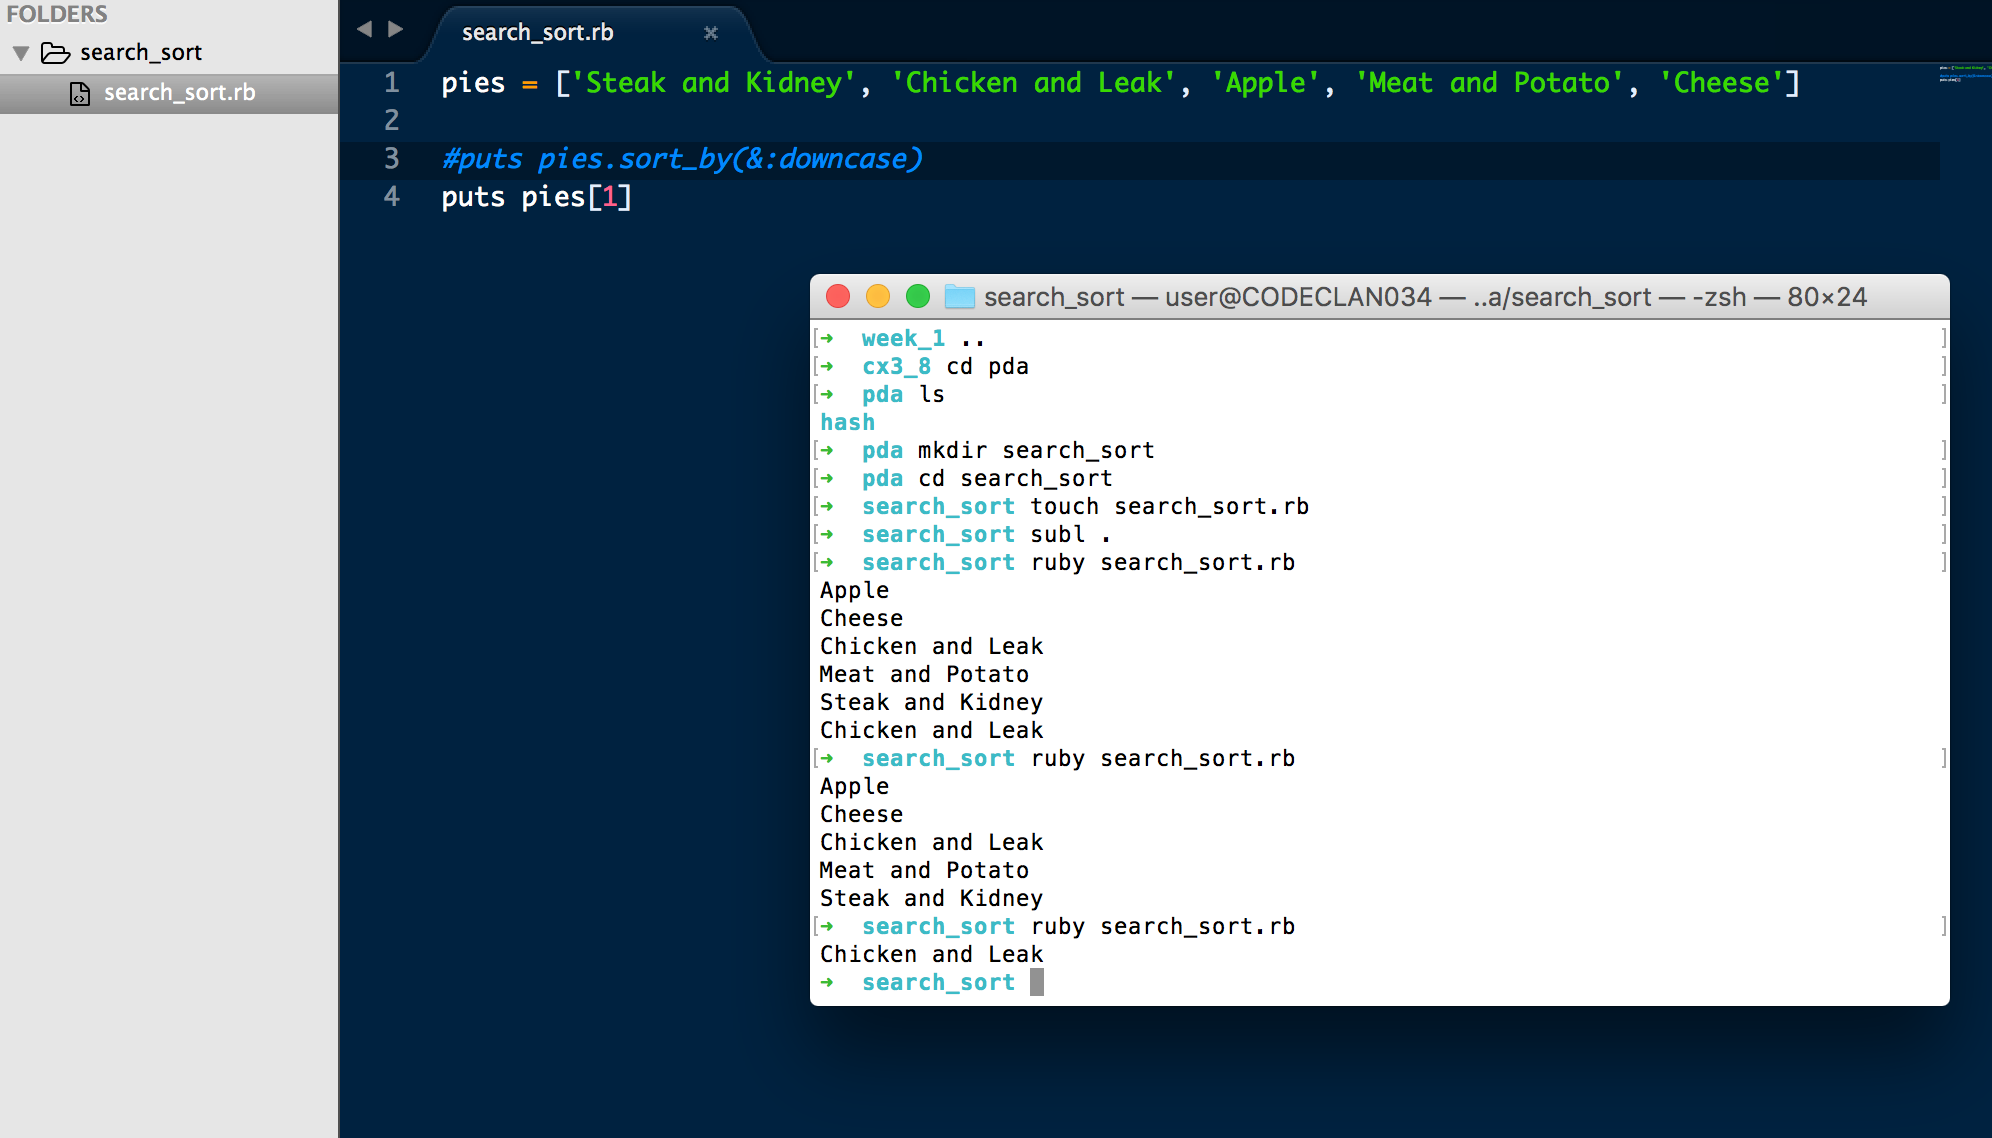 FOLDERS
search_sort
search_sort.rb
search_sort.rb
1 pies = ['Steak and Kidney', 'Chicken and Leak', 'Apple', 'Meat and Potato', 'Cheese']
2
3 #puts pies.sort_by(&:downcase)
4 puts pies[1]
search_sort — user@CODECLAN034 — ..a/search_sort — -zsh — 80×24
[➜ week_1 .. ]
[➜ cx3_8 cd pda ]
[➜ pda ls ]
hash
[➜ pda mkdir search_sort ]
[➜ pda cd search_sort ]
[➜ search_sort touch search_sort.rb ]
[➜ search_sort subl . ]
[➜ search_sort ruby search_sort.rb ]
Apple
Cheese
Chicken and Leak
Meat and Potato
Steak and Kidney
Chicken and Leak
[➜ search_sort ruby search_sort.rb ]
Apple
Cheese
Chicken and Leak
Meat and Potato
Steak and Kidney
[➜ search_sort ruby search_sort.rb ]
Chicken and Leak
➜ search_sort